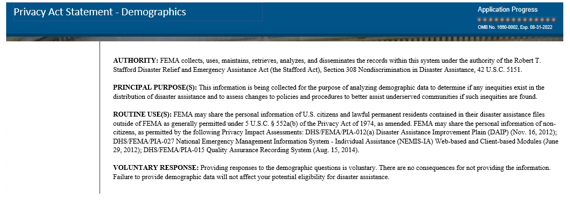 Privacy Act Statement - Demographics
Application Progress
OMB No. 1660-0002, Exp. 08-31-2022
AUTHORITY: FEMA collects, uses, maintains, retrieves, analyzes, and disseminates the records within this system under the authority of the Robert T.
Stafford Disaster Relief and Emergency Assistance Act (the Stafford Act), Section 308 Nondiscrimination in Disaster Assistance, 42 U.S.C. 5151.
PRINCIPAL PURPOSE(S): This information is being collected for the purpose of analyzing demographic data to determine if any inequities exist in the
distribution of disaster assistance and to assess changes to policies and procedures to better assist underserved communities if such inequities are found.
ROUTINE USE(S): FEMA may share the personal information of U.S. citizens and lawful permanent residents contained in their disaster assistance files
outside of FEMA as generally permitted under 5 U.S.C. § 552a(b) of the Privacy Act of 1974, as amended. FEMA may share the personal information of non-
citizens, as permitted by the following Privacy Impact Assessments: DHS/FEMA/PIA-012(a) Disaster Assistance Improvement Plain (DAIP) (Nov. 16, 2012);
DHS/FEMA/PIA-027 National Emergency Management Information System - Individual Assistance (NEMIS-IA) Web-based and Client-based Modules (June
29, 2012); DHS/FEMA/PIA-015 Quality Assurance Recording System (Aug. 15, 2014).
VOLUNTARY RESPONSE: Providing responses to the demographic questions is voluntary. There are no consequences for not providing the information.
Failure to provide demographic data will not affect your potential eligibility for disaster assistance.